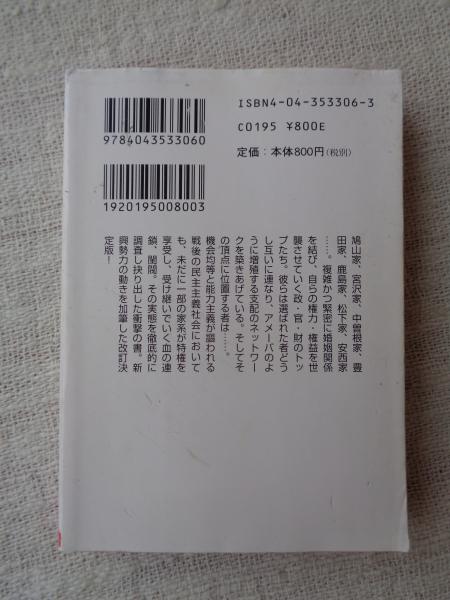 ISBN4-04-353306-3
C0195 ¥800E
定価：本体800円（税別）
9784043533060
1920195008003
鳩山家、宮沢家、中曽根家、豊
田家、鹿島家、松下家、安西家
……。複雑かつ緊密に婚姻関係
を結び、自らの権力・権益を世
襲させていく政・官・財のトッ
プたち。彼らは選ばれた者どう
し互いに連なり、アメーバのよ
うに増殖する支配のネットワー
クを築きあげている。そしてそ
の頂点に位置する者は……。
機会均等と能力主義が謳われる
戦後の民主主義社会において
も、未だに一部の家系が特権を
享受し、受け継いでいく血の連
鎖、閨閥。その実態を徹底的に
調査し抉り出した衝撃の書。新
興勢力の動きを加筆した改訂決
定版！